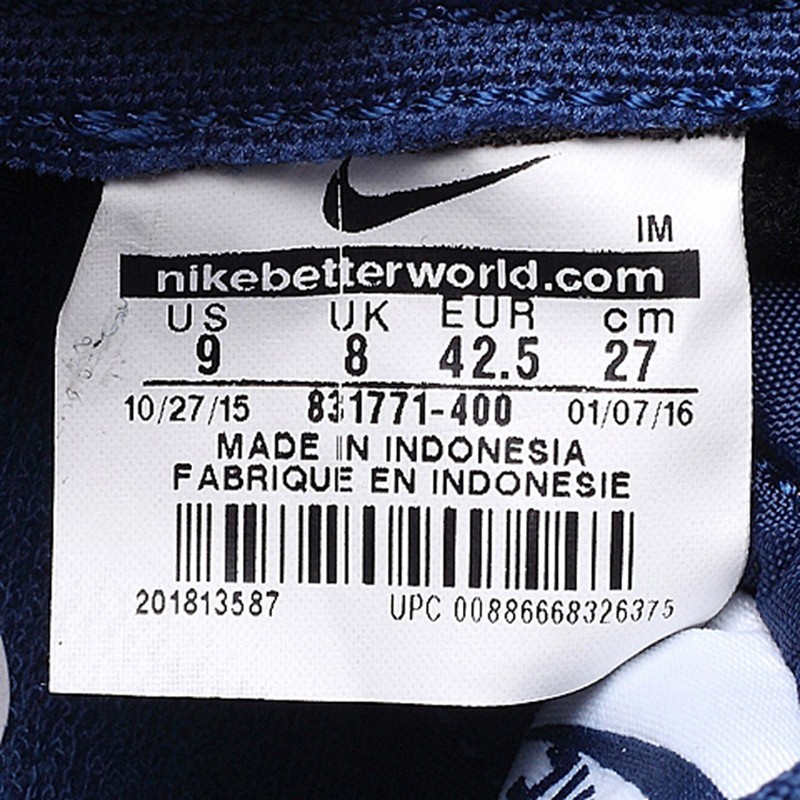 IM
nikebetterworld.com
US UK EUR cm
9 8 42.5 27
10/27/15 831771-400 01/07/16
MADE IN INDONESIA
FABRIQUE EN INDONESIE
201813587 UPC 00886668326375